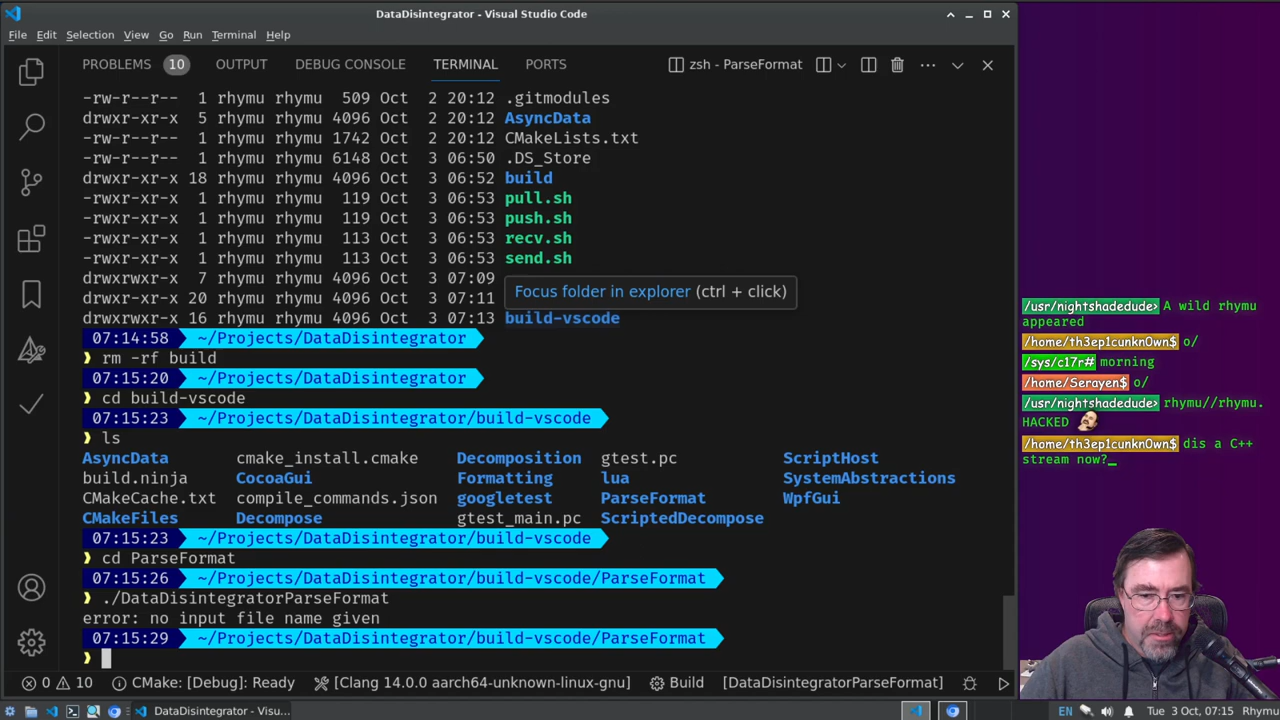 DataDisintegrator - Visual Studio Code
File Edit Selection View Go Run Terminal Help
PROBLEMS 10 OUTPUT DEBUG CONSOLE TERMINAL PORTS zsh - ParseFormat
-rw-r--r-- 1 rhymu rhymu 509 Oct 2 20:12 .gitmodules
drwxr-xr-x 5 rhymu rhymu 4096 Oct 2 20:12 AsyncData
-rw-r--r-- 1 rhymu rhymu 1742 Oct 2 20:12 CMakeLists.txt
-rw-r--r-- 1 rhymu rhymu 6148 Oct 3 06:50 .DS_Store
drwxr-xr-x 18 rhymu rhymu 4096 Oct 3 06:52 build
-rwxr-xr-x 1 rhymu rhymu 119 Oct 3 06:53 pull.sh
-rwxr-xr-x 1 rhymu rhymu 119 Oct 3 06:53 push.sh
-rwxr-xr-x 1 rhymu rhymu 113 Oct 3 06:53 recv.sh
-rwxr-xr-x 1 rhymu rhymu 113 Oct 3 06:53 send.sh
drwxrwxr-x 7 rhymu rhymu 4096 Oct 3 07:09
drwxr-xr-x 20 rhymu rhymu 4096 Oct 3 07:11
Focus folder in explorer (ctrl + click)
drwxrwxr-x 16 rhymu rhymu 4096 Oct 3 07:13 build-vscode
07:14:58 ~/Projects/DataDisintegrator
❯ rm -rf build
07:15:20 ~/Projects/DataDisintegrator
❯ cd build-vscode
07:15:23 ~/Projects/DataDisintegrator/build-vscode
❯ ls
AsyncData cmake_install.cmake Decomposition gtest.pc ScriptHost
build.ninja CocoaGui Formatting lua SystemAbstractions
CMakeCache.txt compile_commands.json googletest ParseFormat WpfGui
CMakeFiles Decompose gtest_main.pc ScriptedDecompose
07:15:23 ~/Projects/DataDisintegrator/build-vscode
❯ cd ParseFormat
07:15:26 ~/Projects/DataDisintegrator/build-vscode/ParseFormat
❯ ./DataDisintegratorParseFormat
error: no input file name given
07:15:29 ~/Projects/DataDisintegrator/build-vscode/ParseFormat
❯
0 10 CMake: [Debug]: Ready [Clang 14.0.0 aarch64-unknown-linux-gnu] Build [DataDisintegratorParseFormat]
DataDisintegrator - Visu... EN Tue 3 Oct, 07:15 Rhymu
/usr/nightshadedude> A wild rhymu
appeared
/home/th3ep1cunkn0wn$ o/
/sys/c17r# morning
/home/Serayen$ o/
/usr/nightshadedude> rhymu//rhymu.
HACKED
/home/th3ep1cunkn0wn$ dis a C++
stream now?_